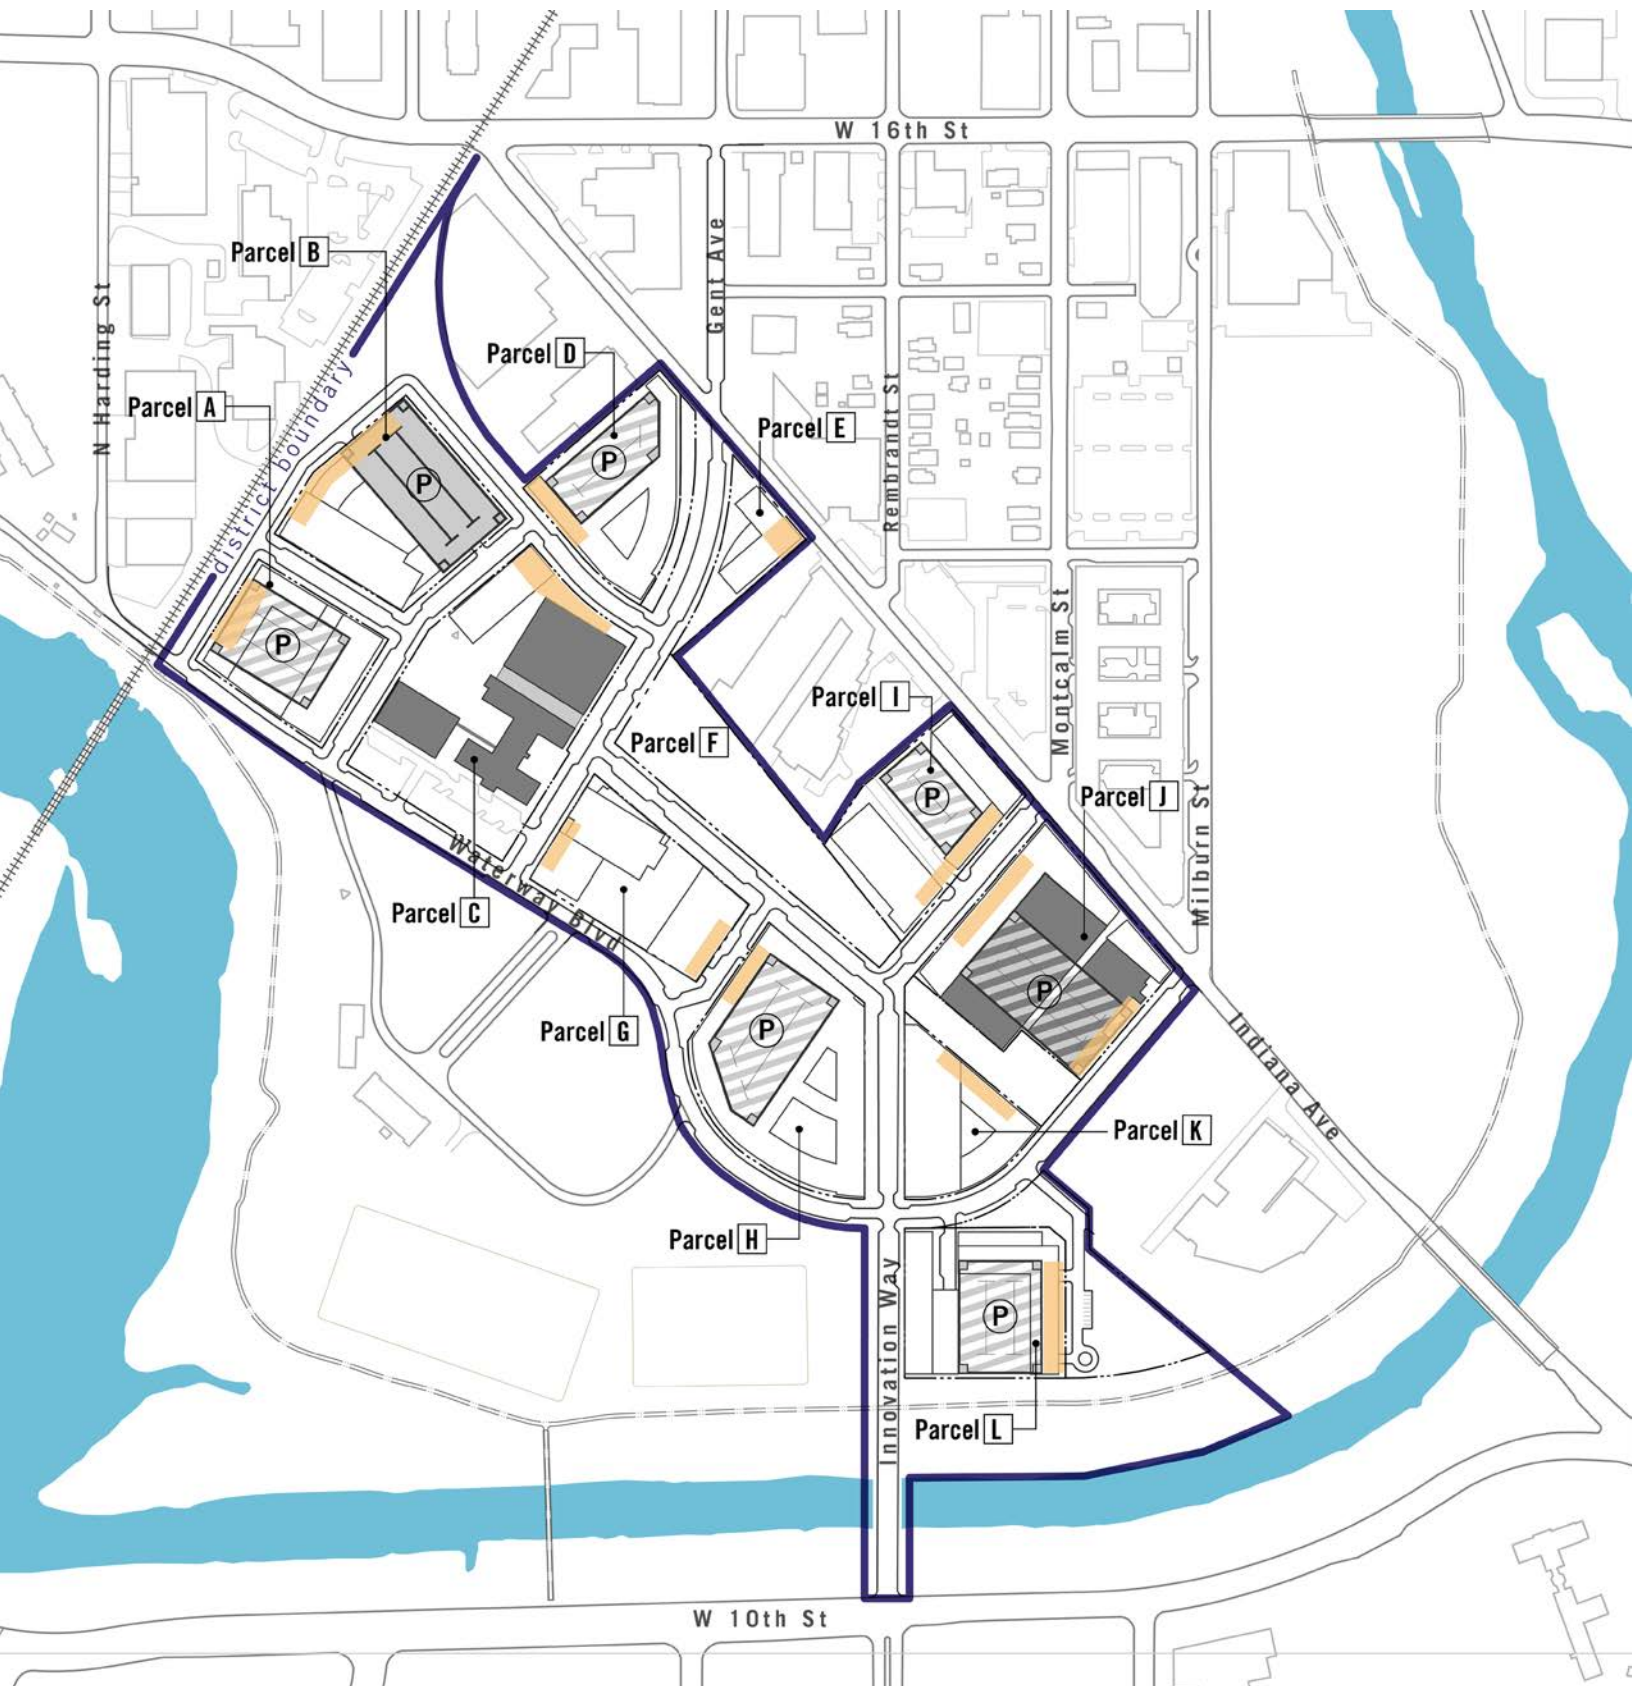 W 16th St
Gent Ave
Parcel B
N Harding St
Parcel D
district boundary
Parcel A
Parcel E
Rembrandt St
P
P
P
Montcalm St
Parcel I
Parcel F
P
Parcel J
Milburn St
Waterway Blvd
Parcel C
P
Parcel G
P
Indiana Ave
Parcel K
Parcel H
Innovation Way
P
Parcel L
W 10th St